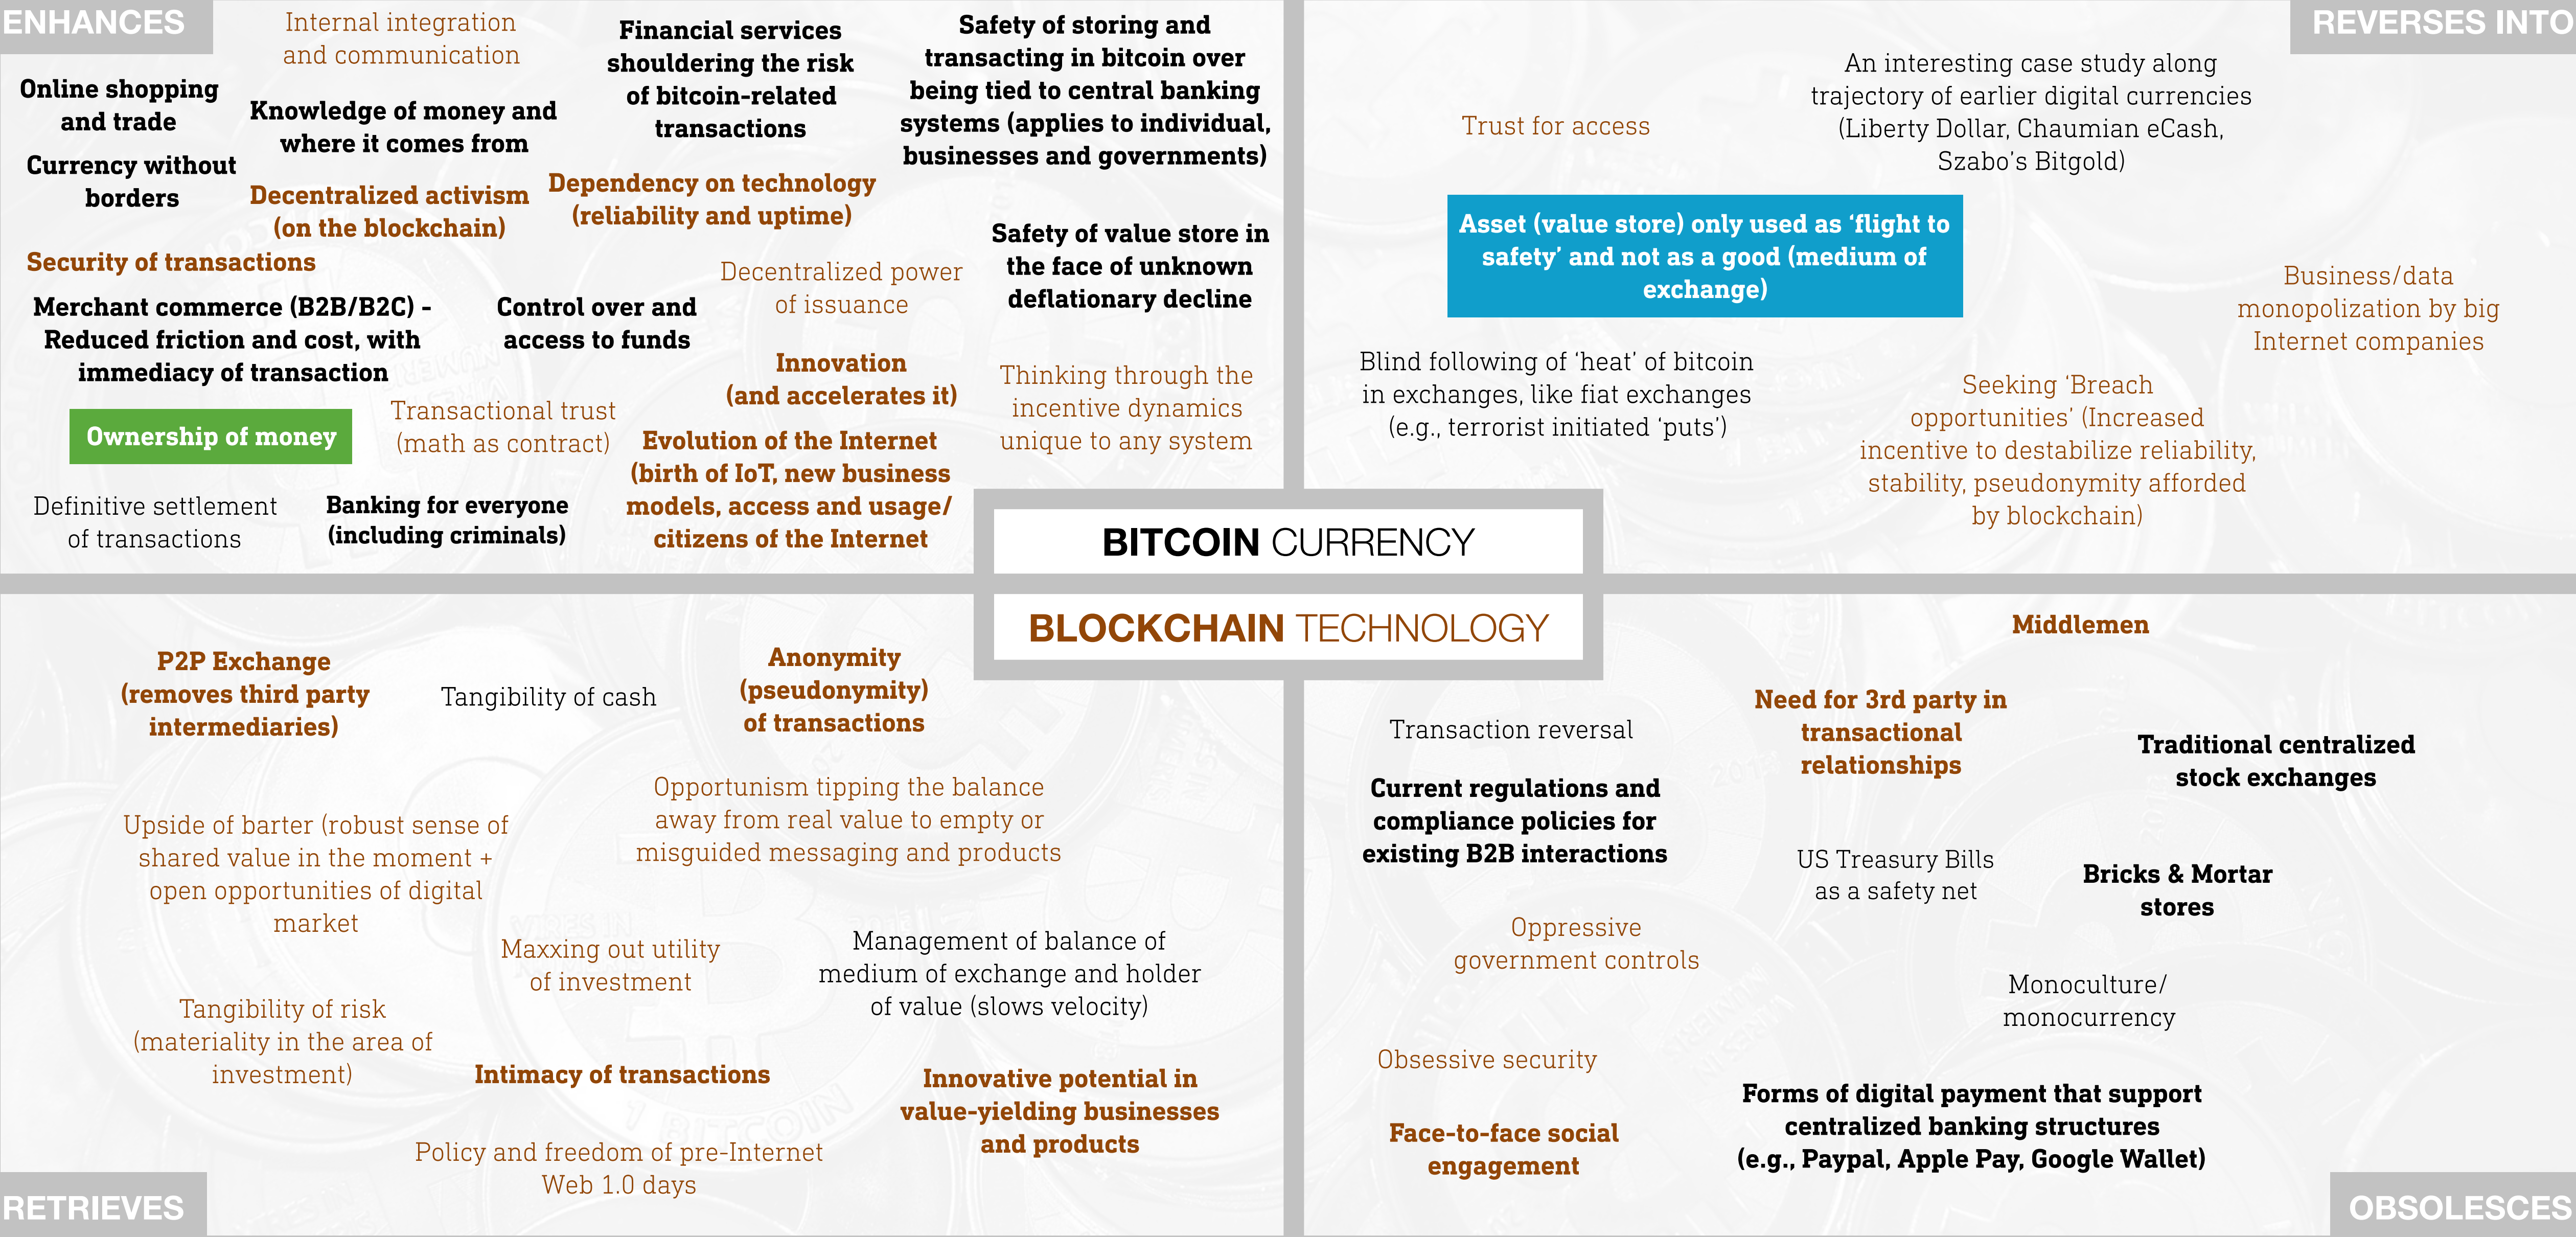 ENHANCES
Internal integration
and communication
Financial services
shouldering the risk
of bitcoin-related
transactions
Safety of storing and
transacting in bitcoin over
being tied to central banking
systems (applies to individual,
businesses and governments)
Online shopping
and trade
Knowledge of money and
where it comes from
Currency without
borders
Decentralized activism
(on the blockchain)
Dependency on technology
(reliability and uptime)
Security of transactions
Safety of value store in
the face of unknown
deflationary decline
Decentralized power
of issuance
Merchant commerce (B2B/B2C) -
Reduced friction and cost, with
immediacy of transaction
Control over and
access to funds
Innovation
(and accelerates it)
Thinking through the
incentive dynamics
unique to any system
Ownership of money
Transactional trust
(math as contract)
Evolution of the Internet
(birth of IoT, new business
models, access and usage/
citizens of the Internet
Definitive settlement
of transactions
Banking for everyone
(including criminals)
REVERSES INTO
An interesting case study along
trajectory of earlier digital currencies
(Liberty Dollar, Chaumian eCash,
Szabo's Bitgold)
Trust for access
Asset (value store) only used as ‘flight to
safety’ and not as a good (medium of
exchange)
Business/data
monopolization by big
Internet companies
Blind following of ‘heat’ of bitcoin
in exchanges, like fiat exchanges
(e.g., terrorist initiated ‘puts’)
Seeking ‘Breach
opportunities’ (Increased
incentive to destabilize reliability,
stability, pseudonymity afforded
by blockchain)
BITCOIN CURRENCY
BLOCKCHAIN TECHNOLOGY
P2P Exchange
(removes third party
intermediaries)
Tangibility of cash
Anonymity
(pseudonymity)
of transactions
Opportunism tipping the balance
away from real value to empty or
misguided messaging and products
Upside of barter (robust sense of
shared value in the moment +
open opportunities of digital
market
Maxxing out utility
of investment
Management of balance of
medium of exchange and holder
of value (slows velocity)
Tangibility of risk
(materiality in the area of
investment)
Intimacy of transactions
Innovative potential in
value-yielding businesses
and products
Policy and freedom of pre-Internet
Web 1.0 days
RETRIEVES
Middlemen
Need for 3rd party in
transactional
relationships
Transaction reversal
Traditional centralized
stock exchanges
Current regulations and
compliance policies for
existing B2B interactions
US Treasury Bills
as a safety net
Bricks & Mortar
stores
Oppressive
government controls
Monoculture/
monocurrency
Obsessive security
Forms of digital payment that support
centralized banking structures
(e.g., Paypal, Apple Pay, Google Wallet)
Face-to-face social
engagement
OBSOLESCES
VIRES IN
1 BITCOIN